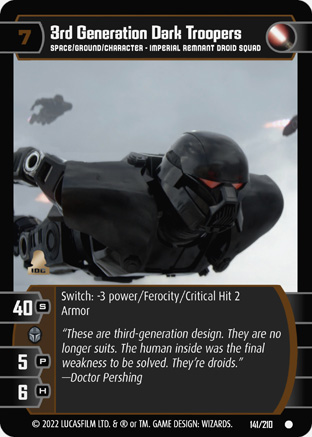 7
3rd Generation Dark Troopers
SPACE/GROUND/CHARACTER - IMPERIAL REMNANT DROID SQUAD
IDG
40 S
Switch: -3 power/Ferocity/Critical Hit 2
Armor
5 P
"These are third-generation design. They are no
longer suits. The human inside was the final
weakness to be solved. They're droids."
—Doctor Pershing
6 H
© 2022 LUCASFILM LTD. & ® or TM. GAME DESIGN: WIZARDS.
141/210